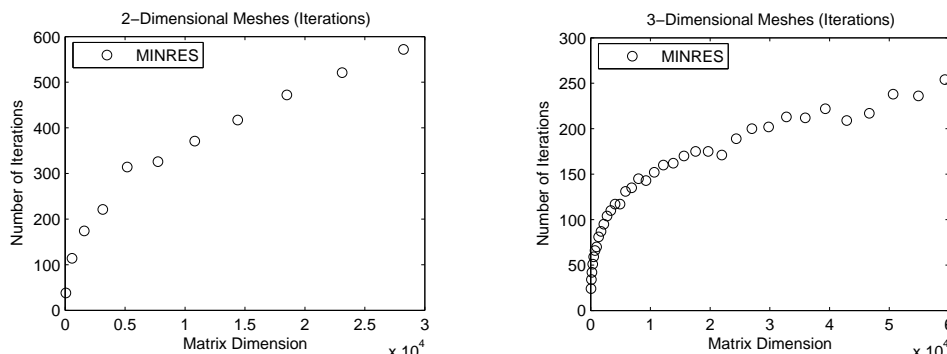 2−Dimensional Meshes (Iterations)
600
500
400
300
200
100
0
Number of Iterations
MINRES
0
0.5
1
1.5
2
2.5
3
Matrix Dimension
x 10^4
3−Dimensional Meshes (Iterations)
300
250
200
150
100
50
0
Number of Iterations
MINRES
0
1
2
3
4
5
6
Matrix Dimension
x 10^4